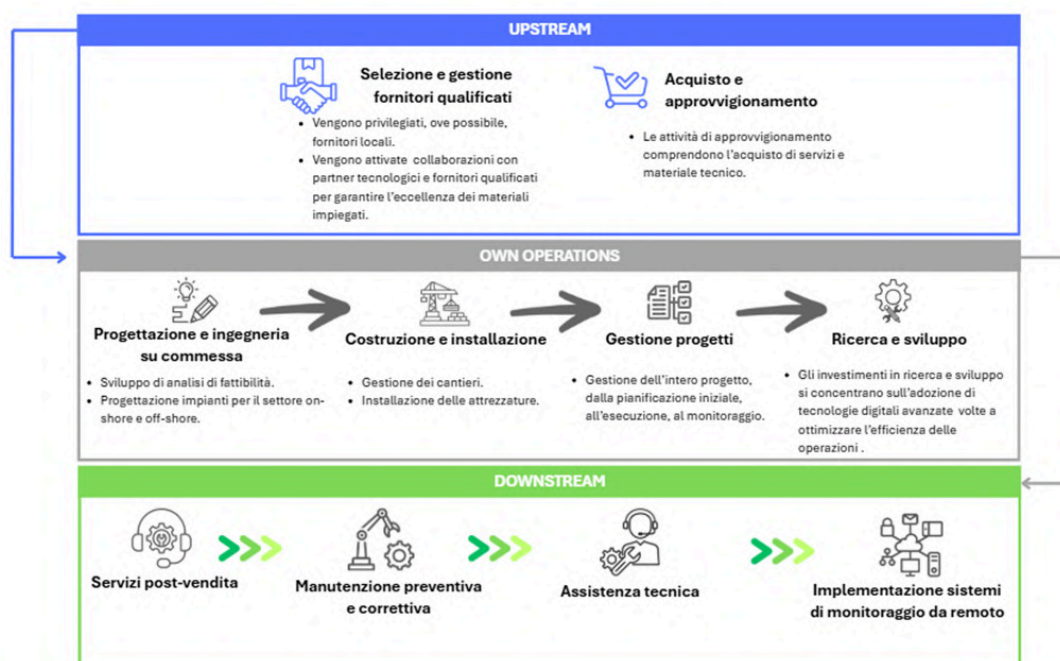 UPSTREAM
Selezione e gestione
fornitori qualificati
• Vengono privilegiati, ove possibile,
fornitori locali.
• Vengono attivate collaborazioni con
partner tecnologici e fornitori qualificati
per garantire l'eccellenza dei materiali
impiegati.
Acquisto e
approvvigionamento
• Le attività di approvvigionamento
comprendono l'acquisto di servizi e
materiale tecnico.
OWN OPERATIONS
Progettazione e ingegneria
su commessa
• Sviluppo di analisi di fattibilità.
• Progettazione impianti per il settore on-
shore e off-shore.
Costruzione e installazione
• Gestione dei cantieri.
• Installazione delle attrezzature.
Gestione progetti
• Gestione dell'intero progetto,
dalla pianificazione iniziale,
all'esecuzione, al monitoraggio.
Ricerca e sviluppo
• Gli investimenti in ricerca e sviluppo
si concentrano sull'adozione di
tecnologie digitali avanzate volte a
ottimizzare l'efficienza delle
operazioni .
DOWNSTREAM
Servizi post-vendita
Manutenzione preventiva
e correttiva
Assistenza tecnica
Implementazione sistemi
di monitoraggio da remoto